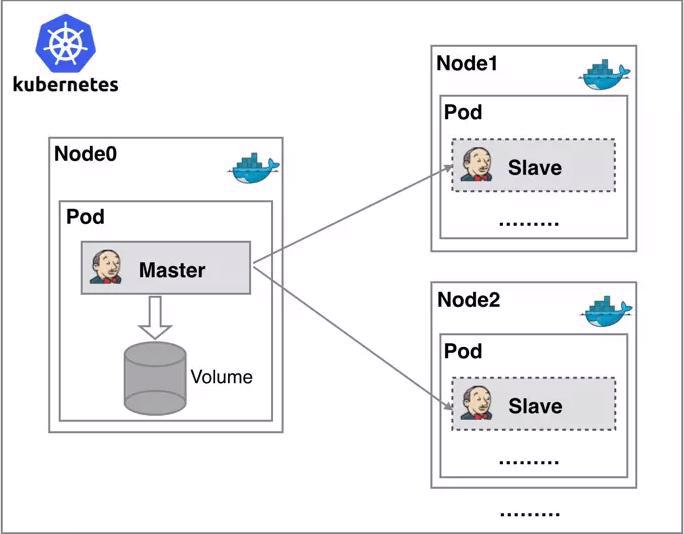 kubernetes
Node0
Pod
Master
Volume
Node1
Pod
Slave
.........
Node2
Pod
Slave
.........
.........